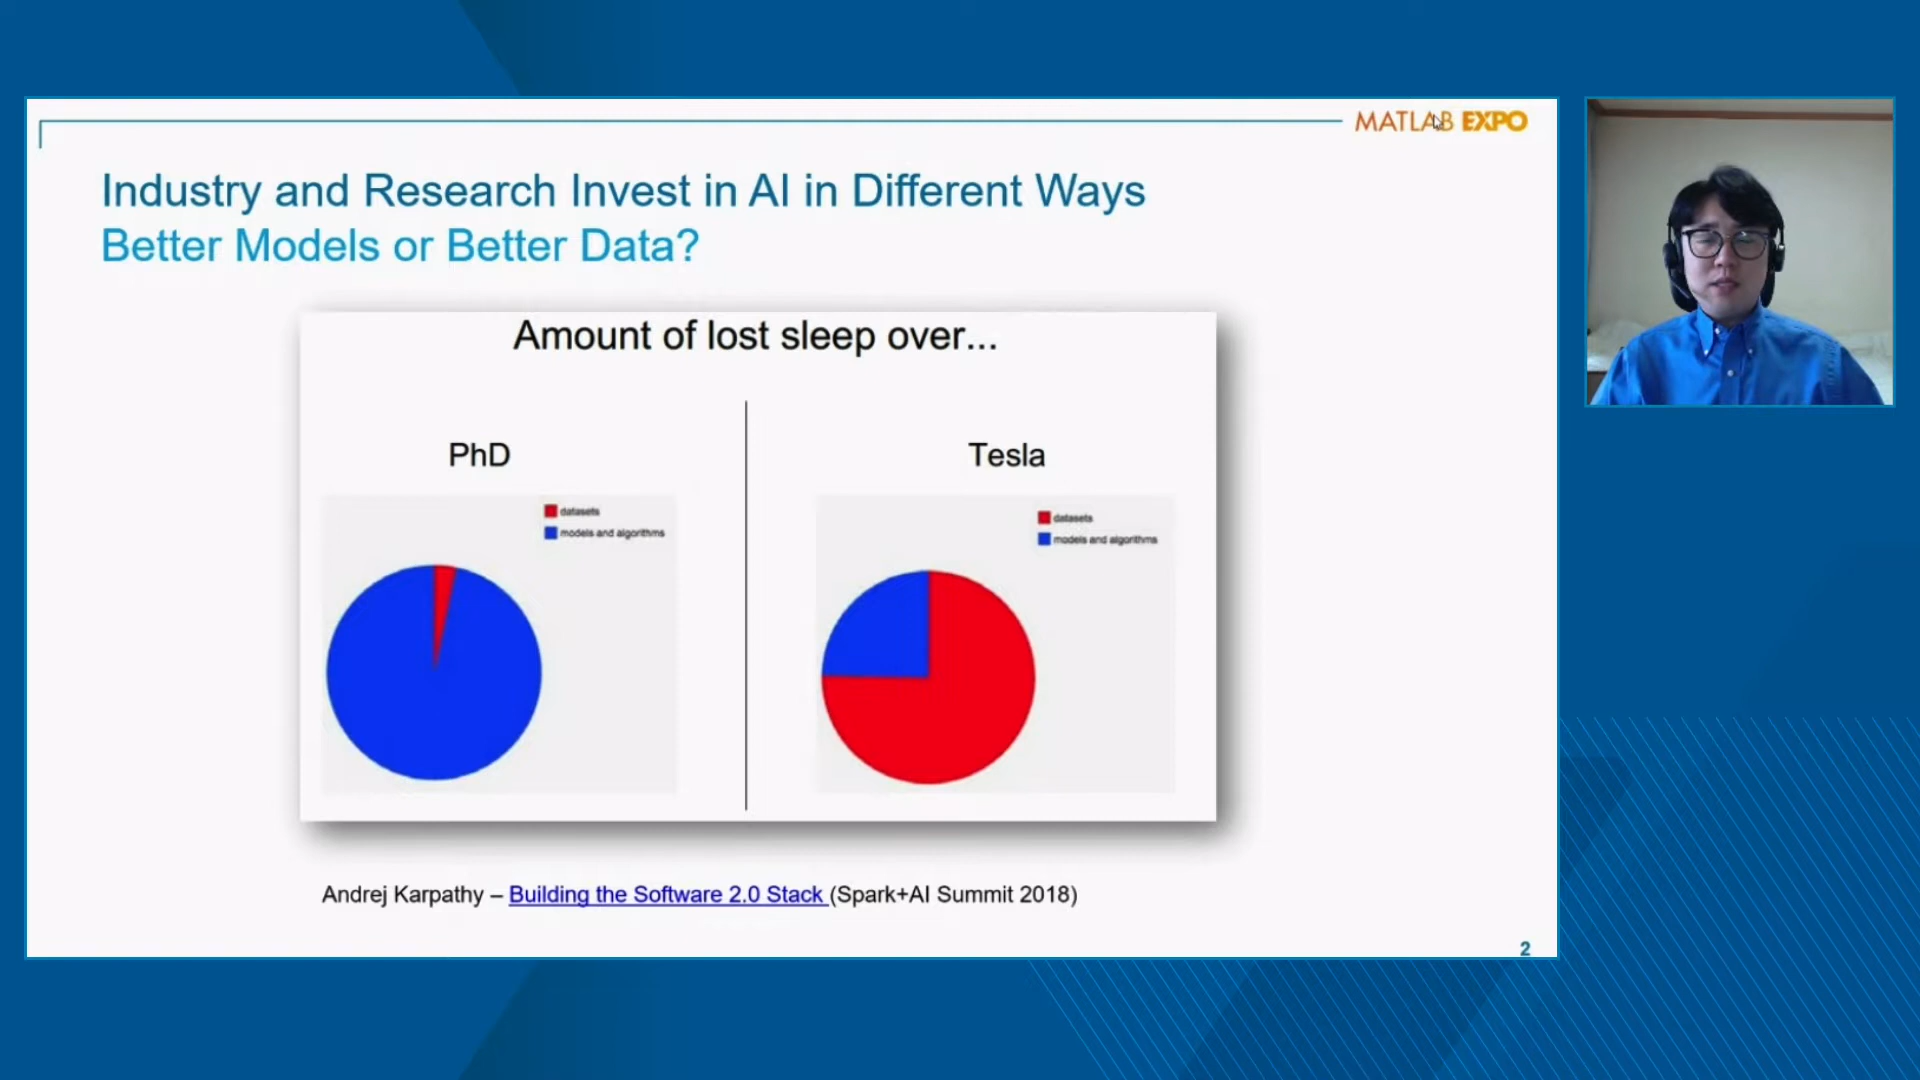 MATLAB EXPO
Industry and Research Invest in AI in Different Ways
Better Models or Better Data?
Amount of lost sleep over...
PhD
datasets
models and algorithms
Tesla
datasets
models and algorithms
Andrej Karpathy – Building the Software 2.0 Stack (Spark+AI Summit 2018)
2